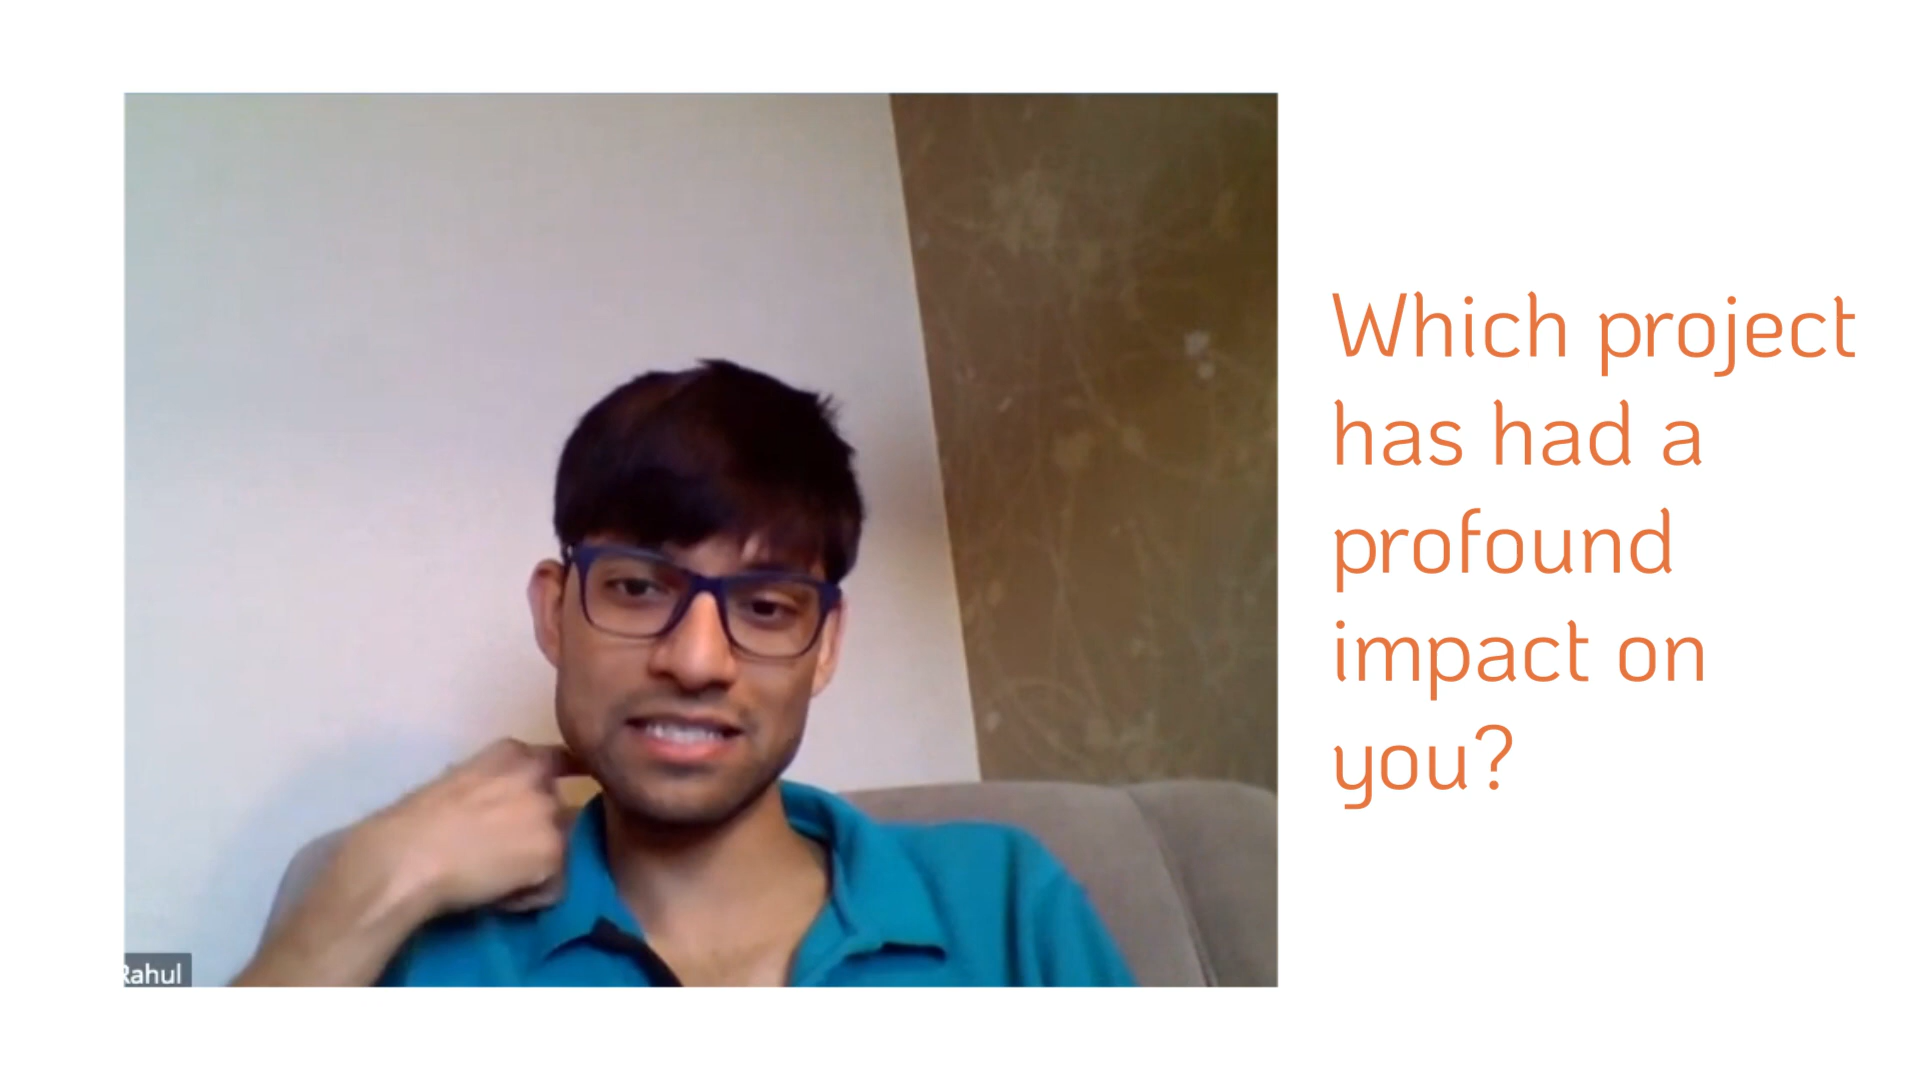 Rahul
Which project
has had a
profound
impact on
you?